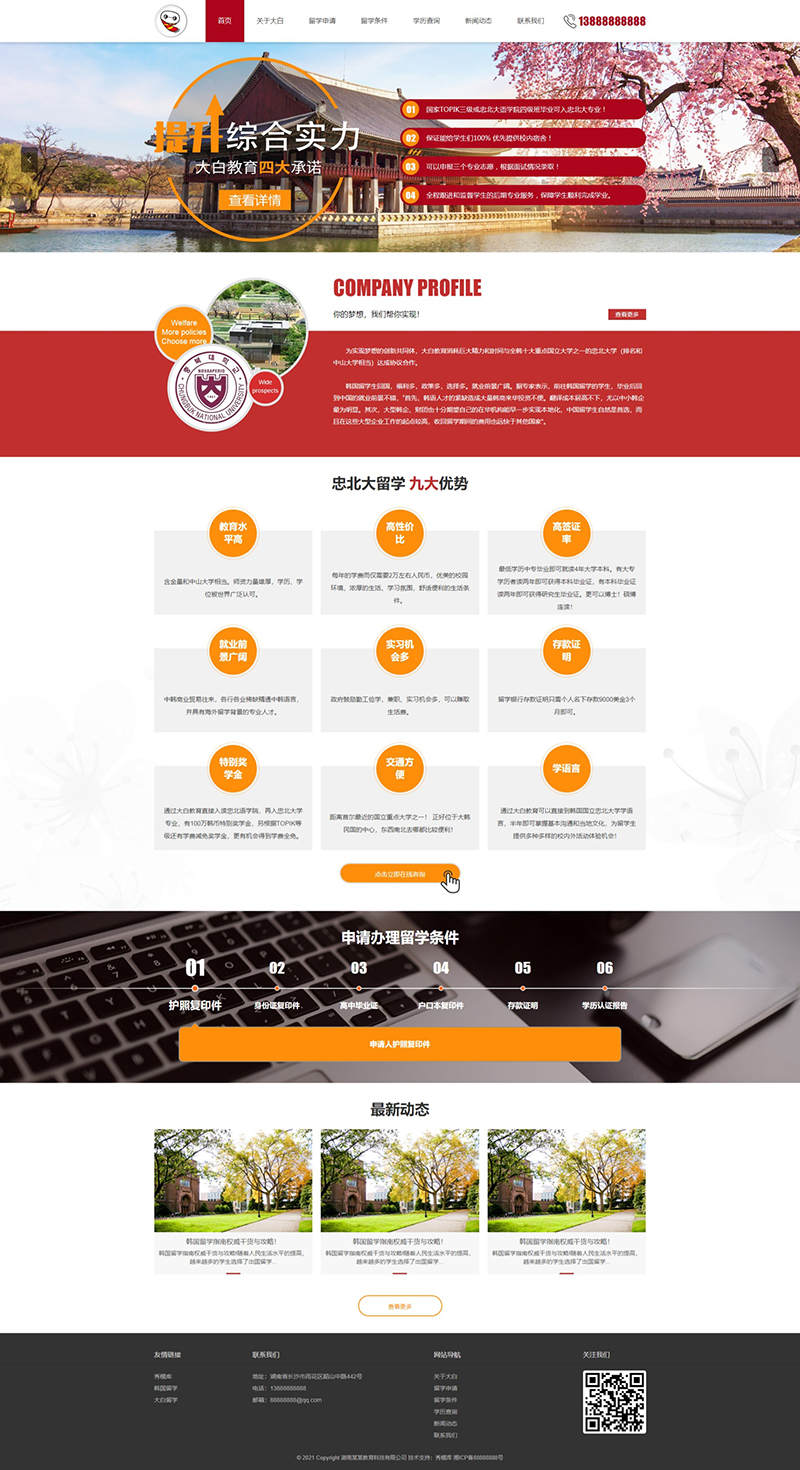 首页 关于大白 留学申请 留学条件 学历查询 新闻动态 联系我们 13888888888
提升综合实力
大白教育四大承诺
查看详情
01 国家TOPIK三级或忠北大语学院四级班毕业可入忠北大专业！
02 保证能给学生们100% 优先提供校内宿舍！
03 可以申报三个专业志愿，根据面试情况录取！
04 全程跟进和监督学生的后期专业服务，保障学生顺利完成学业。
Welfare
More policies
Choose more
충북대학교
NOVAAPERIO
CHUNGBUK NATIONAL UNIVERSITY
Wide
prospects
COMPANY PROFILE
你的梦想，我们帮你实现！
查看更多
为实现梦想的创新共同体，大白教育消耗巨大精力和时间与全韩十大重点国立大学之一的忠北大学（排名和
中山大学相当）达成协议合作。
韩国留学生回国，福利多，政策多，选择多。就业前景广阔。据专家表示，前往韩国留学的学生，毕业后回
到中国的就业前景不错，"首先，韩语人才的紧缺造成大量韩商来华投资不便。翻译成本居高不下，尤以中小韩企
最为明显。其次，大型韩企、财团也十分期望自己的在华机构能早一步实现本地化，中国留学生自然是首选。而
且在这些大型企业工作的起点较高，收回留学期间的费用也远快于其他国家"。
忠北大留学 九大优势
教育水
平高
含金量和中山大学相当。师资力量雄厚，学历、学
位被世界广泛认可。
高性价
比
每年的学费而仅需要2万左右人民币，优美的校园
环境，浓厚的生活、学习氛围，舒适便利的生活条
件。
高签证
率
最低学历中专毕业即可就读4年大学本科。有大专
学历者读两年即可获得本科毕业证，有本科毕业证
读两年即可获得研究生毕业证。更可以博士！硕博
连读！
就业前
景广阔
中韩商业贸易往来，各行各业稀缺精通中韩语言，
并具有海外留学背景的专业人才。
实习机
会多
政府鼓励勤工俭学，兼职，实习机会多，可以赚取
生活费。
存款证
明
留学银行存款证明只需个人名下存款9000美金3个
月即可。
特别奖
学金
通过大白教育直接入读忠北语学院，再入忠北大学
专业，有100万韩币特别奖学金，另根据TOPIK等
级还有学费减免奖学金，更有机会得到学费全免。
交通方
便
距离首尔最近的国立重点大学之一！ 正好位于大韩
民国的中心，东西南北去哪都比较便利！
学语言
通过大白教育可以直接到韩国国立忠北大学学语
言，半年即可掌握基本沟通和当地文化，为留学生
提供多种多样的校内外活动体验机会！
点击立即在线咨询
申请办理留学条件
01 02 03 04 05 06
护照复印件 身份证复印件 高中毕业证 户口本复印件 存款证明 学历认证报告
申请人护照复印件
最新动态
韩国留学指南权威干货与攻略！
韩国留学指南权威干货与攻略!随着人民生活水平的提高，
越来越多的学生选择了出国留学...
韩国留学指南权威干货与攻略！
韩国留学指南权威干货与攻略!随着人民生活水平的提高，
越来越多的学生选择了出国留学...
韩国留学指南权威干货与攻略！
韩国留学指南权威干货与攻略!随着人民生活水平的提高，
越来越多的学生选择了出国留学...
查看更多
友情链接
秀模库
韩国留学
大白留学
联系我们
地址：湖南省长沙市雨花区韶山中路442号
电话：13888888888
邮箱：88888888@qq.com
网站导航
关于大白
留学申请
留学条件
学历查询
新闻动态
联系我们
关注我们
© 2021 Copyright 湖南某某教育科技有限公司 技术支持：秀模库 湘ICP备88888888号